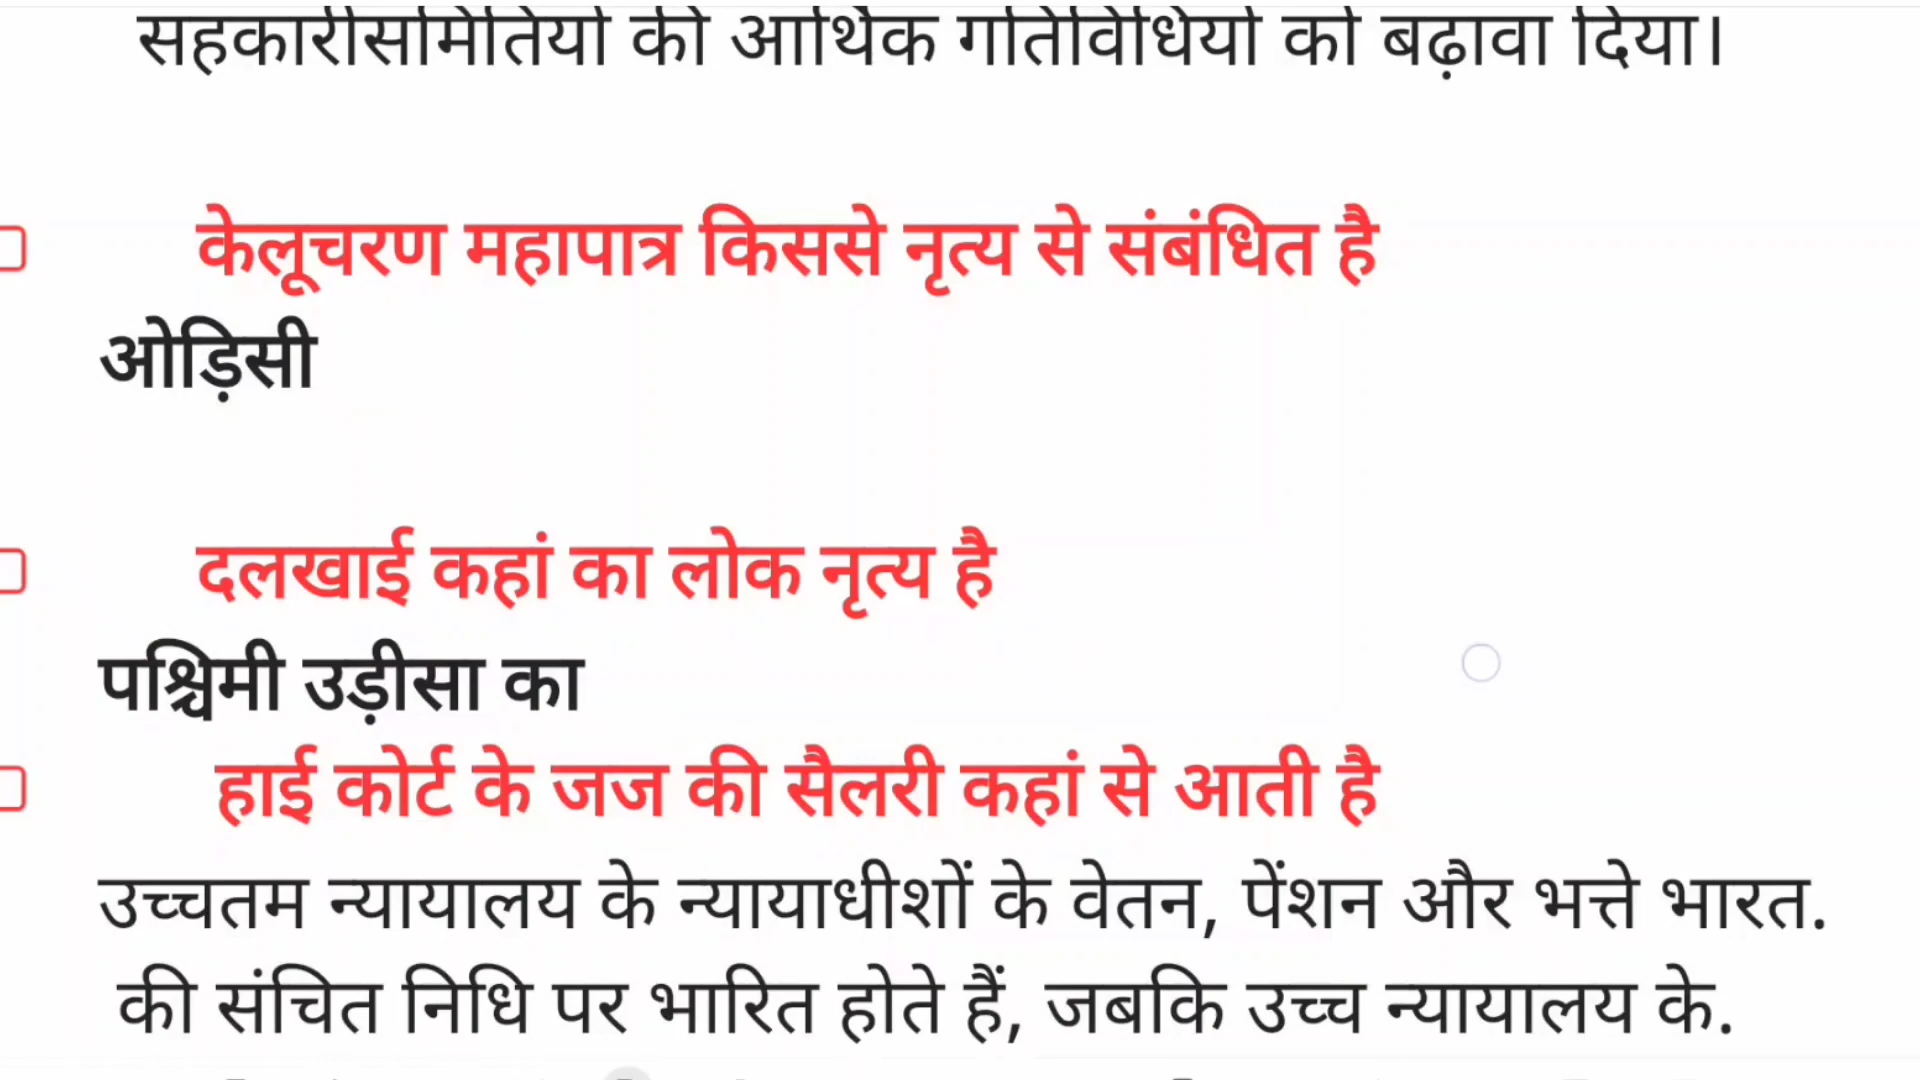 सहकारीसमितियों की आर्थिक गतिविधियों को बढ़ावा दिया।
केलूचरण महापात्र किससे नृत्य से संबंधित है
ओड़िसी
दलखाई कहां का लोक नृत्य है
पश्चिमी उड़ीसा का
हाई कोर्ट के जज की सैलरी कहां से आती है
उच्चतम न्यायालय के न्यायाधीशों के वेतन, पेंशन और भत्ते भारत.
की संचित निधि पर भारित होते हैं, जबकि उच्च न्यायालय के.